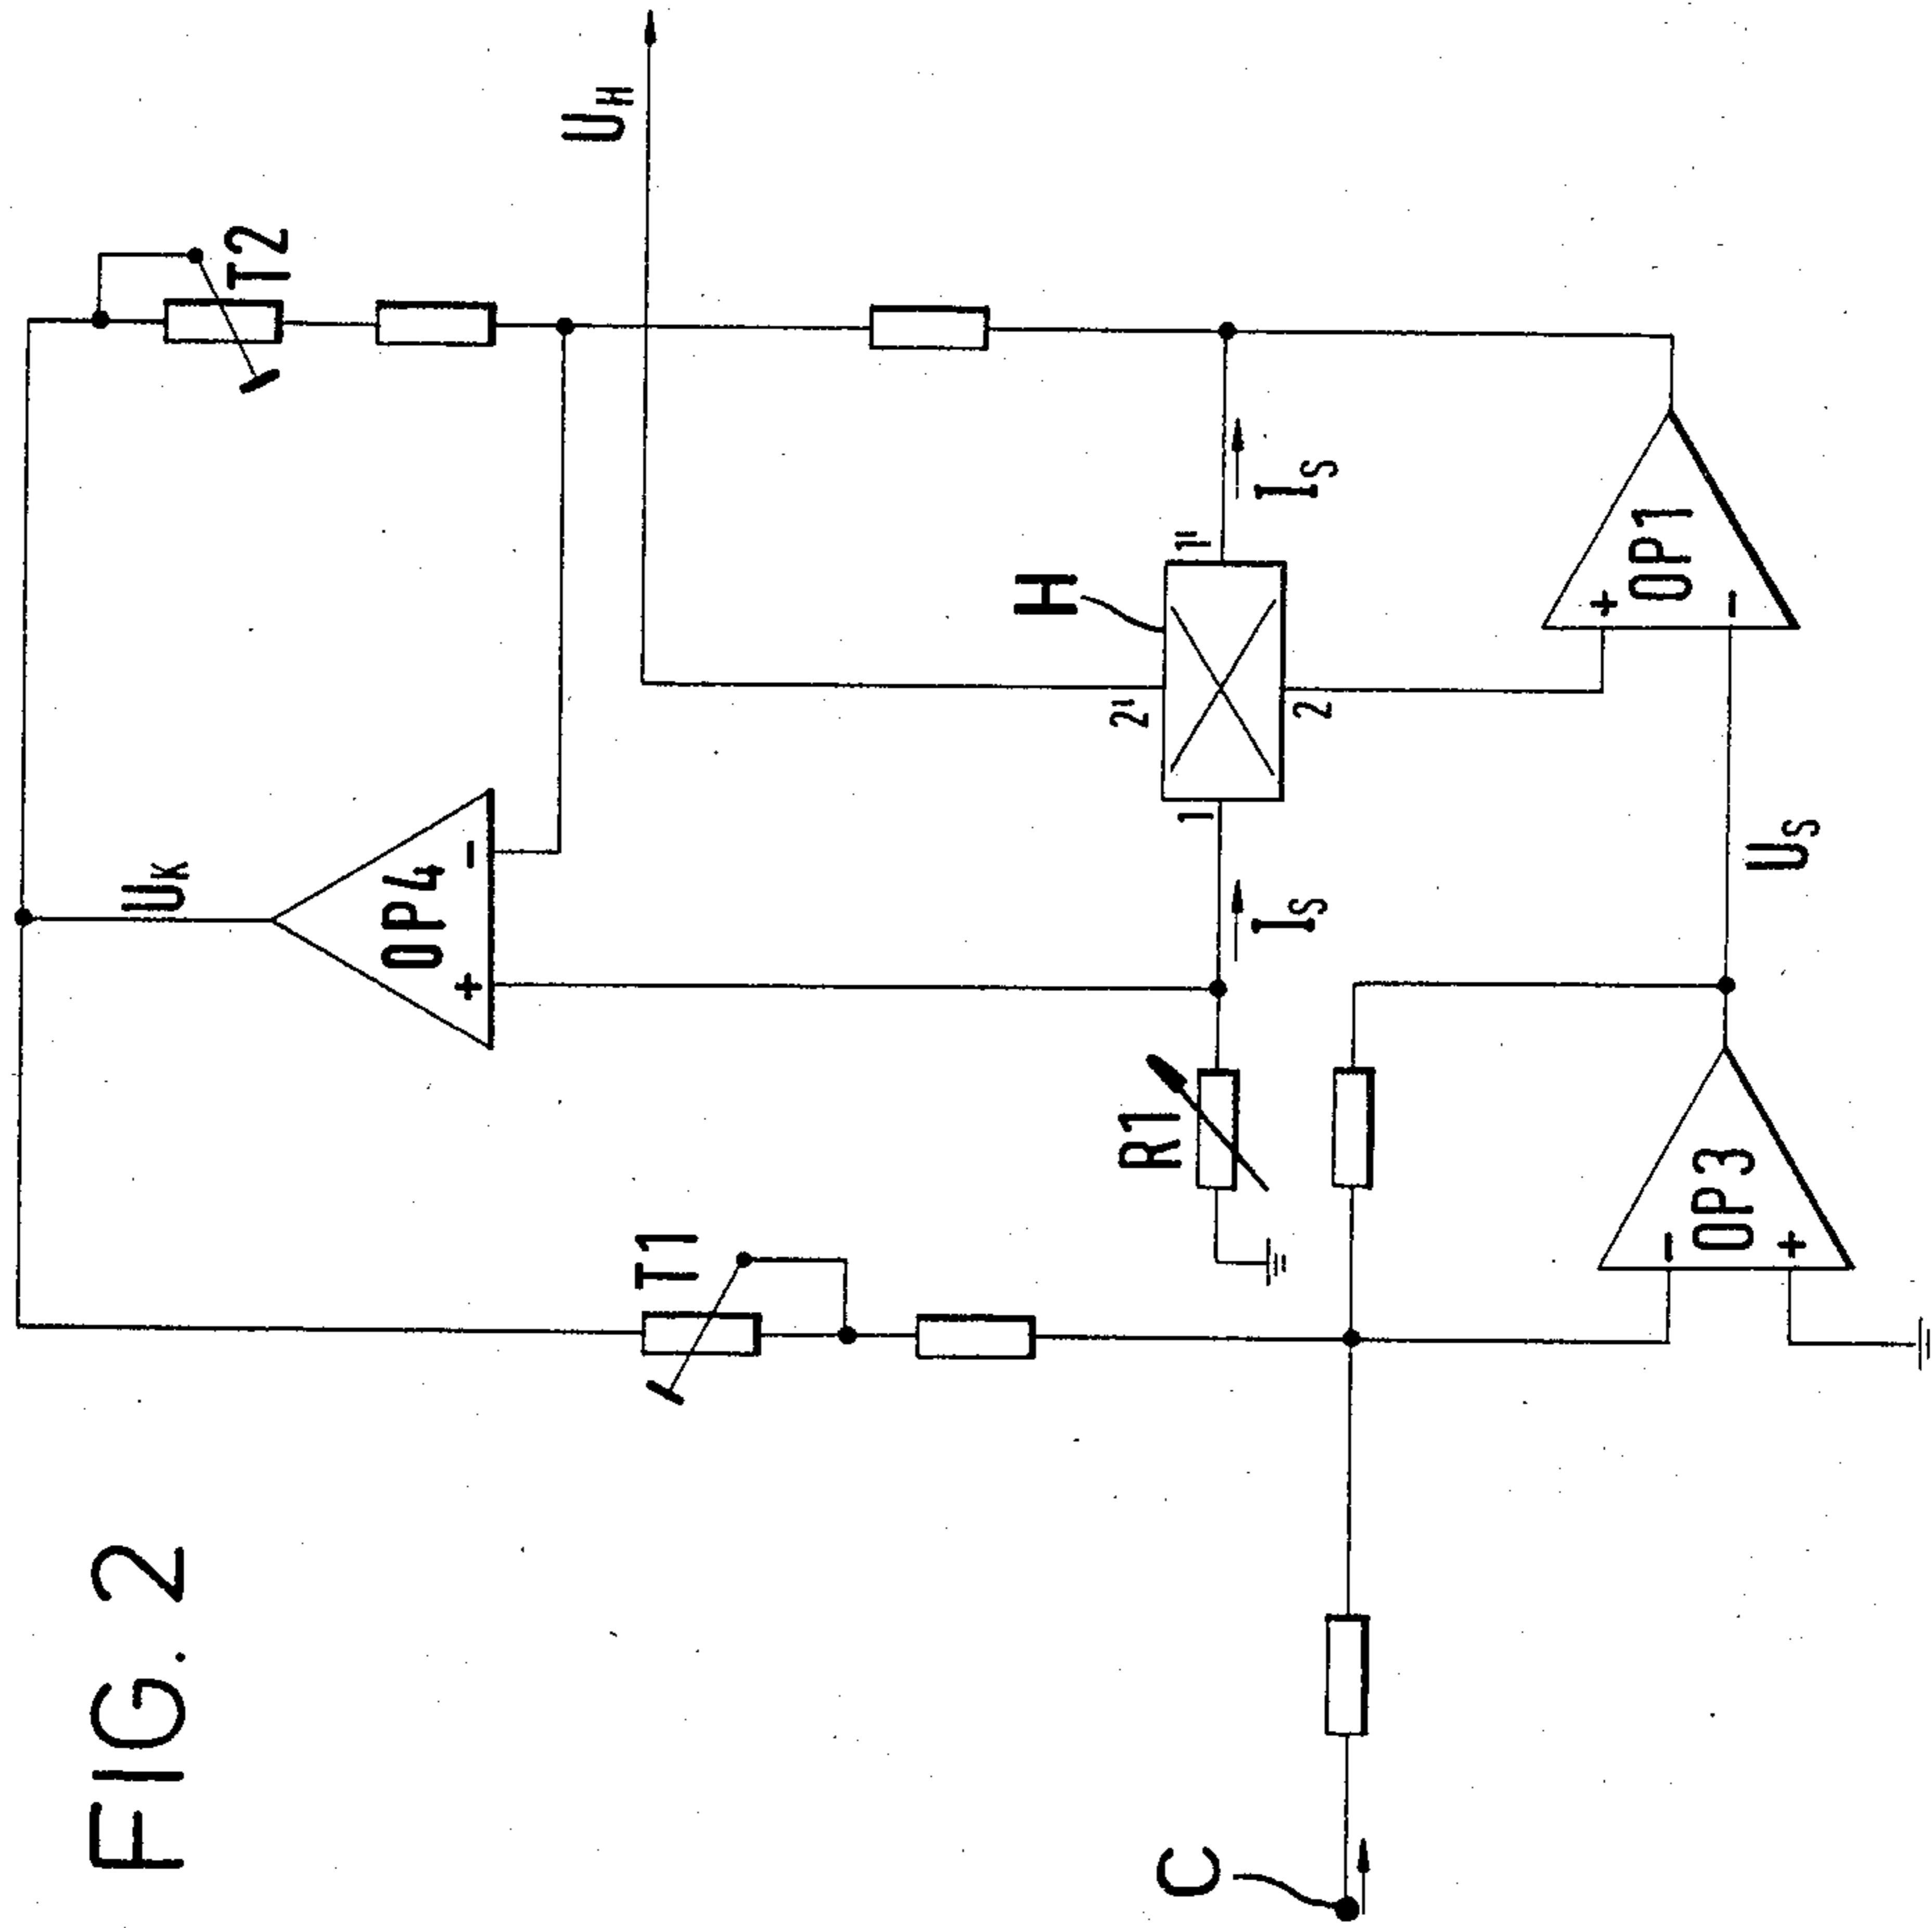 FIG. 2
C
T1
R1
OP3
-
+
UK
OP4
+
-
IS
US
1
2
2'
1'
H
IS
OP1
+
-
T2
UH